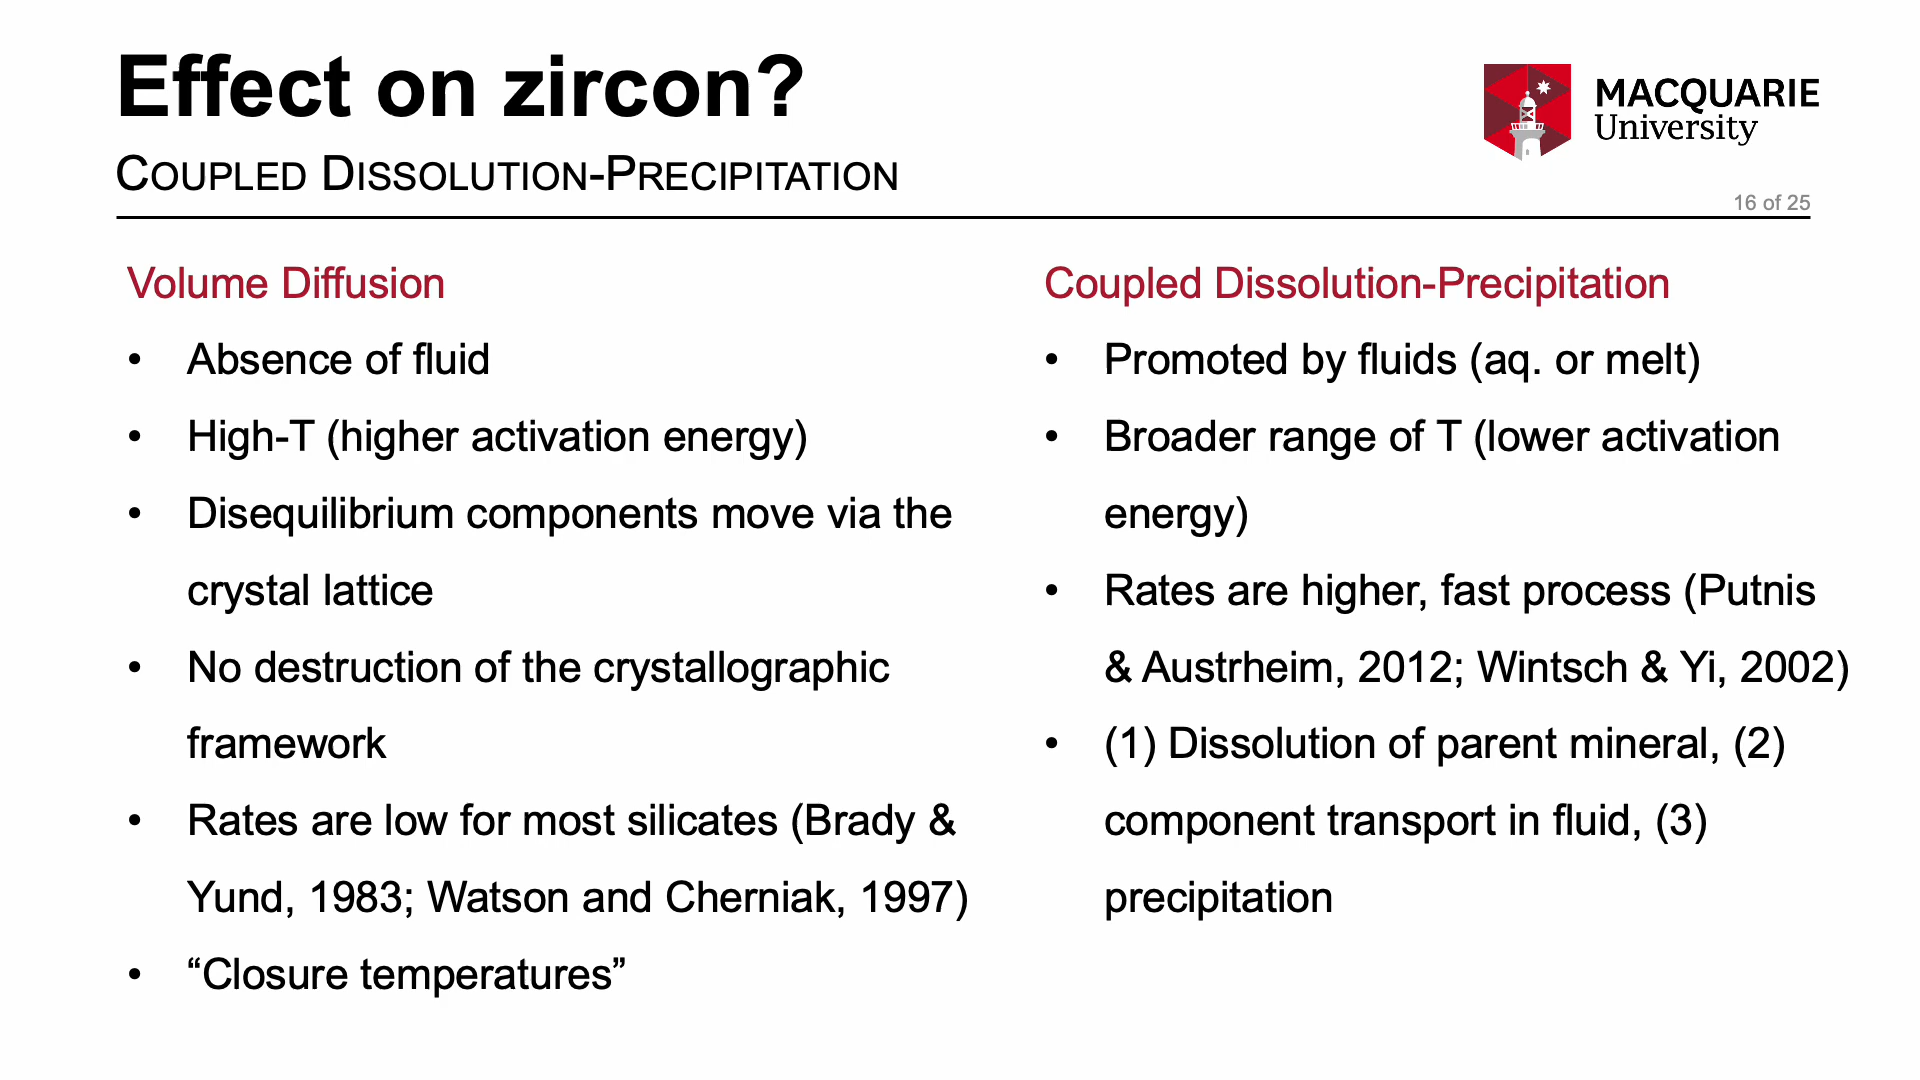 Effect on zircon?
COUPLED DISSOLUTION-PRECIPITATION
MACQUARIE
University
16 of 25
Volume Diffusion
• Absence of fluid
• High-T (higher activation energy)
• Disequilibrium components move via the
crystal lattice
• No destruction of the crystallographic
framework
• Rates are low for most silicates (Brady &
Yund, 1983; Watson and Cherniak, 1997)
• “Closure temperatures”
Coupled Dissolution-Precipitation
• Promoted by fluids (aq. or melt)
• Broader range of T (lower activation
energy)
• Rates are higher, fast process (Putnis
& Austrheim, 2012; Wintsch & Yi, 2002)
• (1) Dissolution of parent mineral, (2)
component transport in fluid, (3)
precipitation